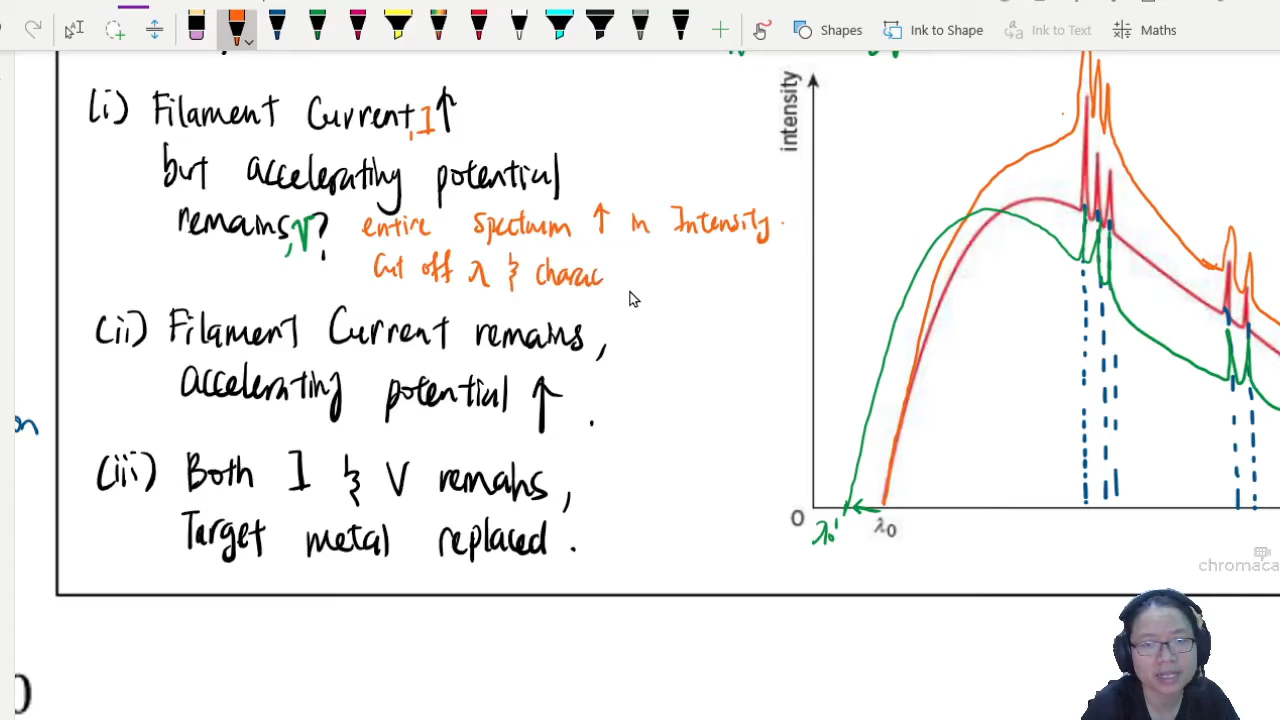 Shapes
Ink to Shape
Ink to Text
Maths
(i) Filament Current, I ↑
but accelerating potential
remains, V?
entire spectrum ↑ in Intensity.
Cut off λ & charac
(ii) Filament Current remains,
accelerating potential ↑.
(iii) Both I & V remains,
Target metal replaced.
on
intensity
0
λ0'
λ0
chromaca